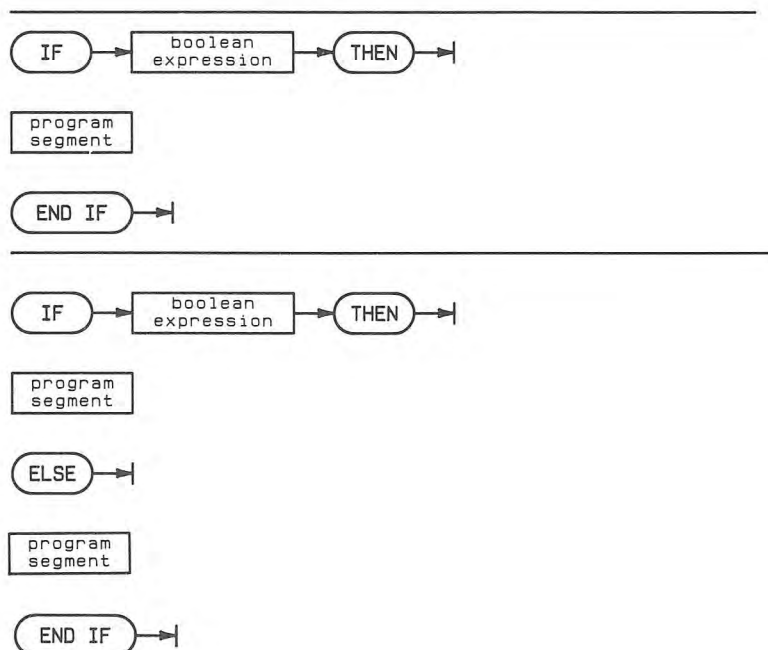 IF boolean expression THEN
program
segment
END IF
IF boolean expression THEN
program
segment
ELSE
program
segment
END IF